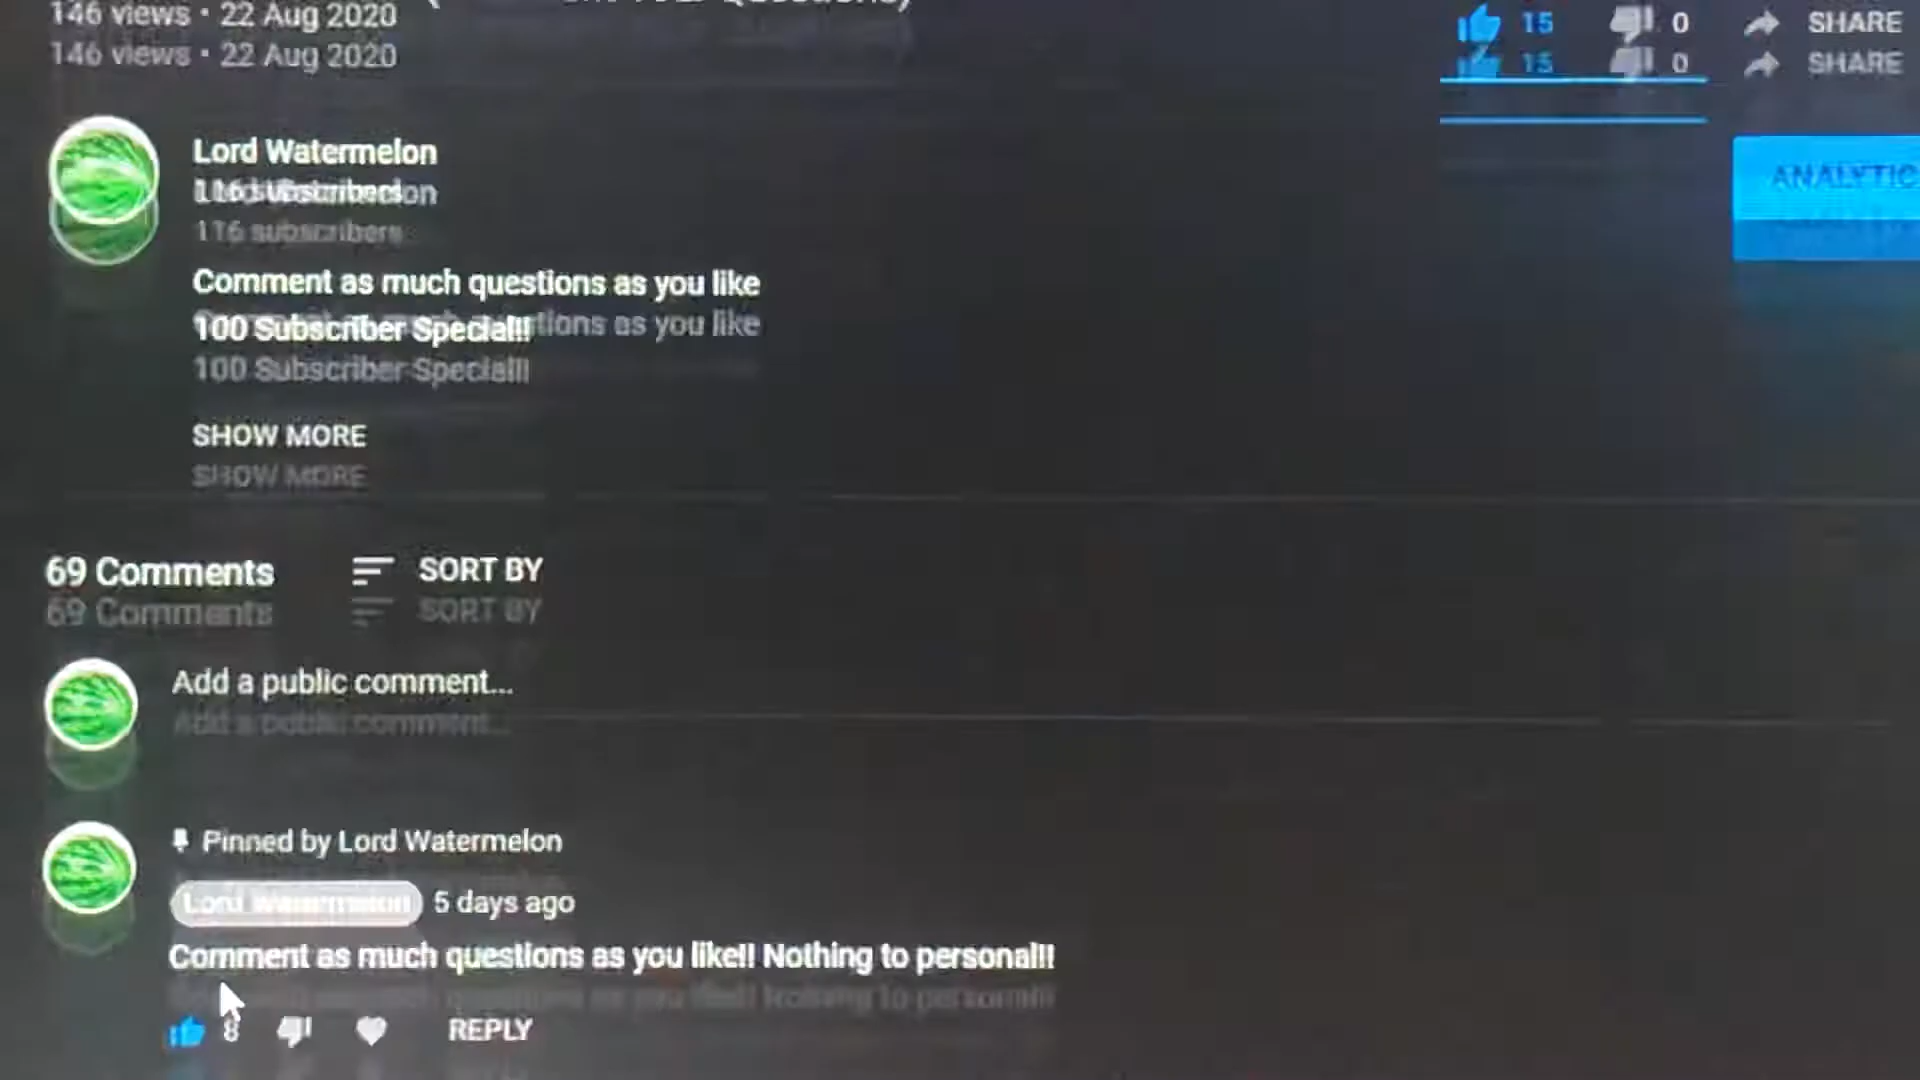 146 views • 22 Aug 2020
15 0 SHARE
Lord Watermelon
116 subscribers
ANALYTIC
Comment as much questions as you like
100 Subscriber Special!!
SHOW MORE
69 Comments SORT BY
Add a public comment...
Pinned by Lord Watermelon
Lord Watermelon 5 days ago
Comment as much questions as you like!! Nothing to personal!!
8 REPLY